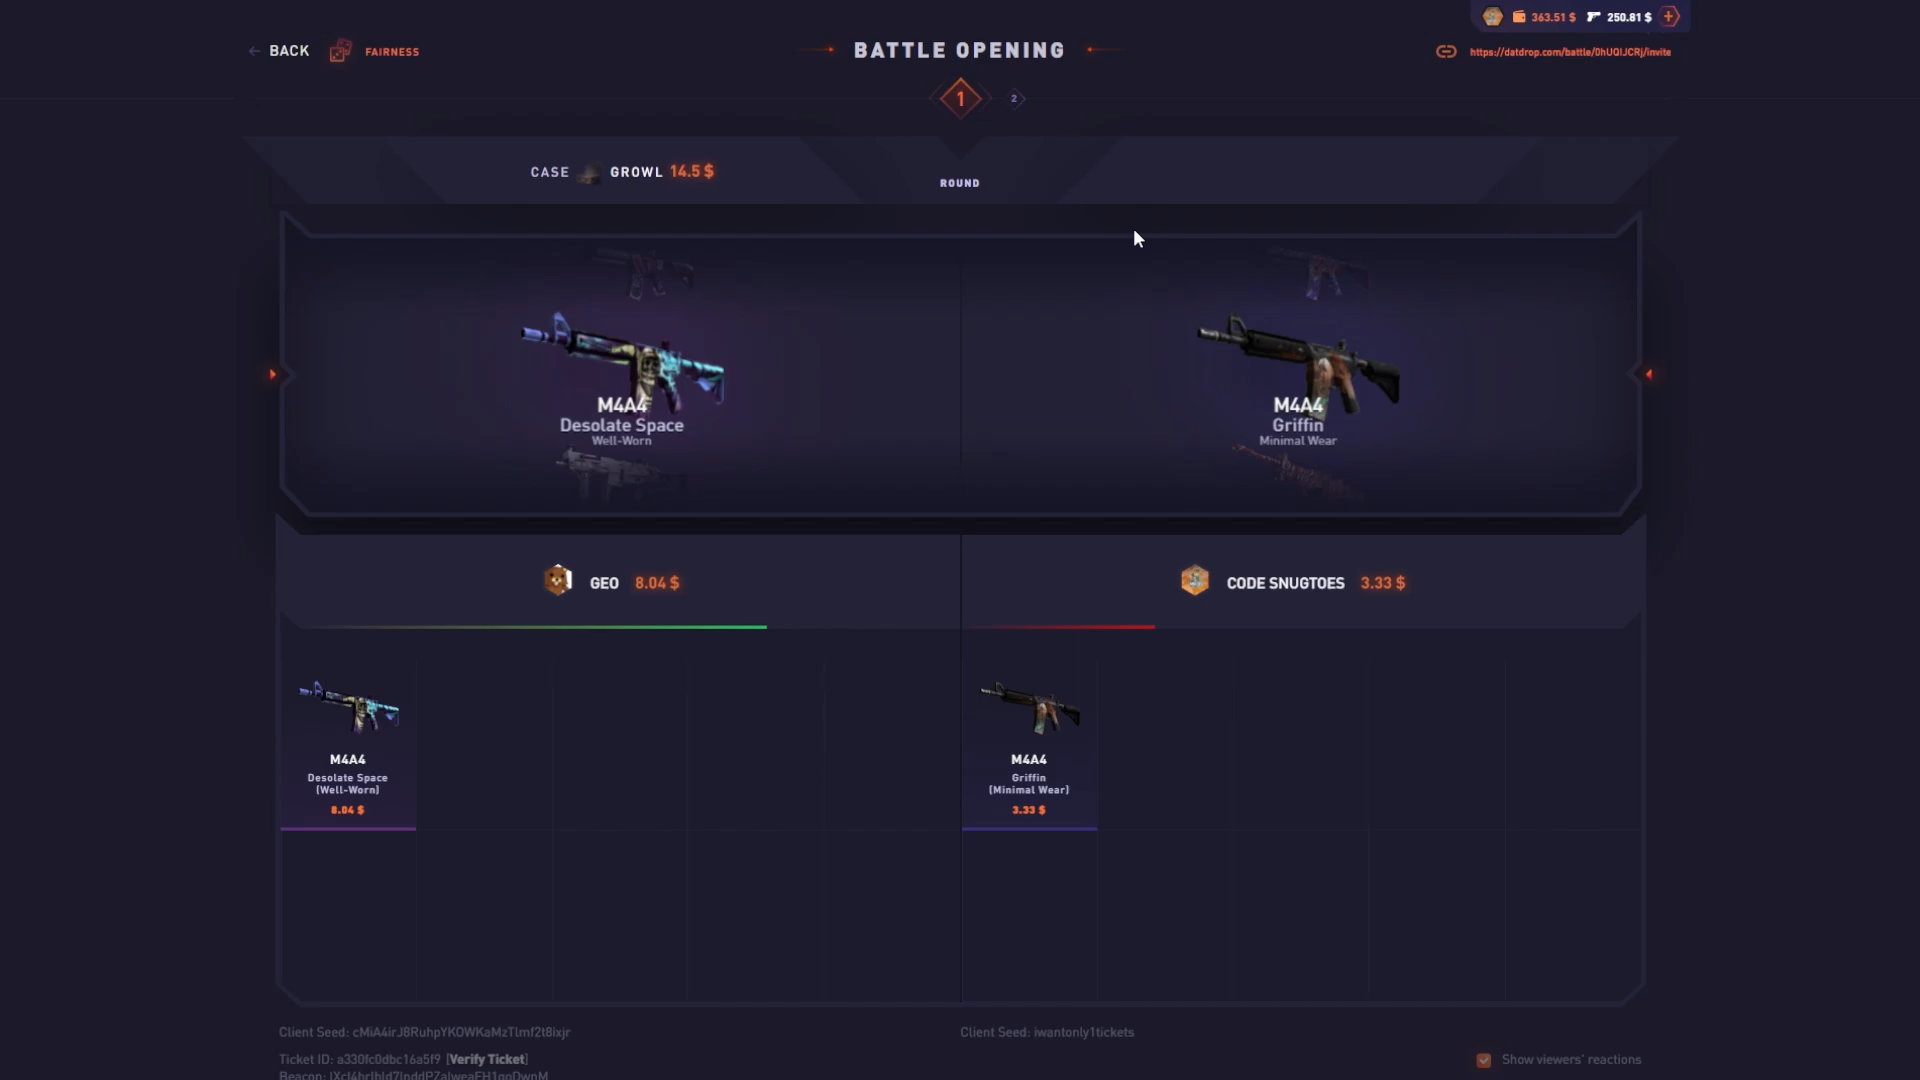 363.51 $ 250.81 $
BACK FAIRNESS
BATTLE OPENING
https://datdrop.com/battle/0hUQIJCRj/invite
1 2
CASE GROWL 14.5 $
ROUND
M4A4
Desolate Space
Well-Worn
M4A4
Griffin
Minimal Wear
GEO 8.04 $
CODE SNUGTOES 3.33 $
M4A4
Desolate Space
(Well-Worn)
8.04 $
M4A4
Griffin
(Minimal Wear)
3.33 $
Client Seed: cMiA4irJ8RuhpYKOWKaMzTlmf2t8ixjr
Client Seed: iwantonly1tickets
Ticket ID: a330fc0dbc16a5f9 [Verify Ticket]
Show viewers' reactions
Beacon: